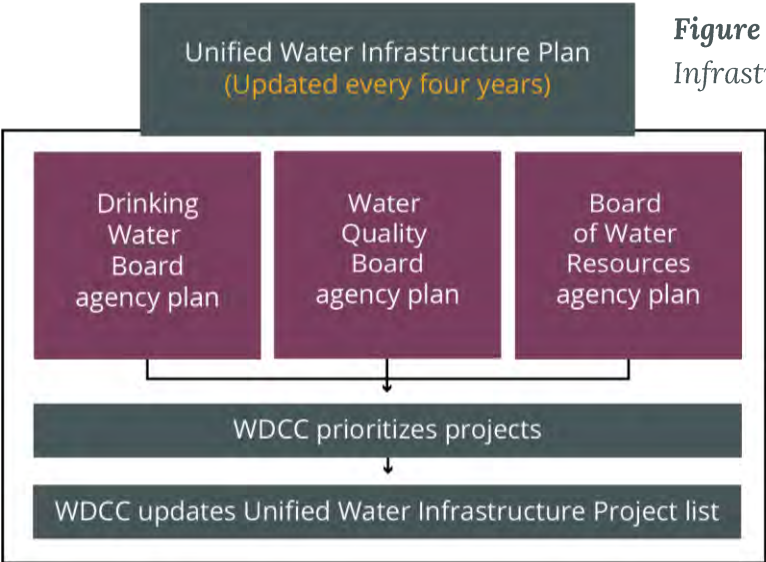 Unified Water Infrastructure Plan
(Updated every four years)
Figure
Drinking
Water
Board
agency plan
Water
Quality
Board
agency plan
Board
of Water
Resources
agency plan
WDCC prioritizes projects
WDCC updates Unified Water Infrastructure Project list